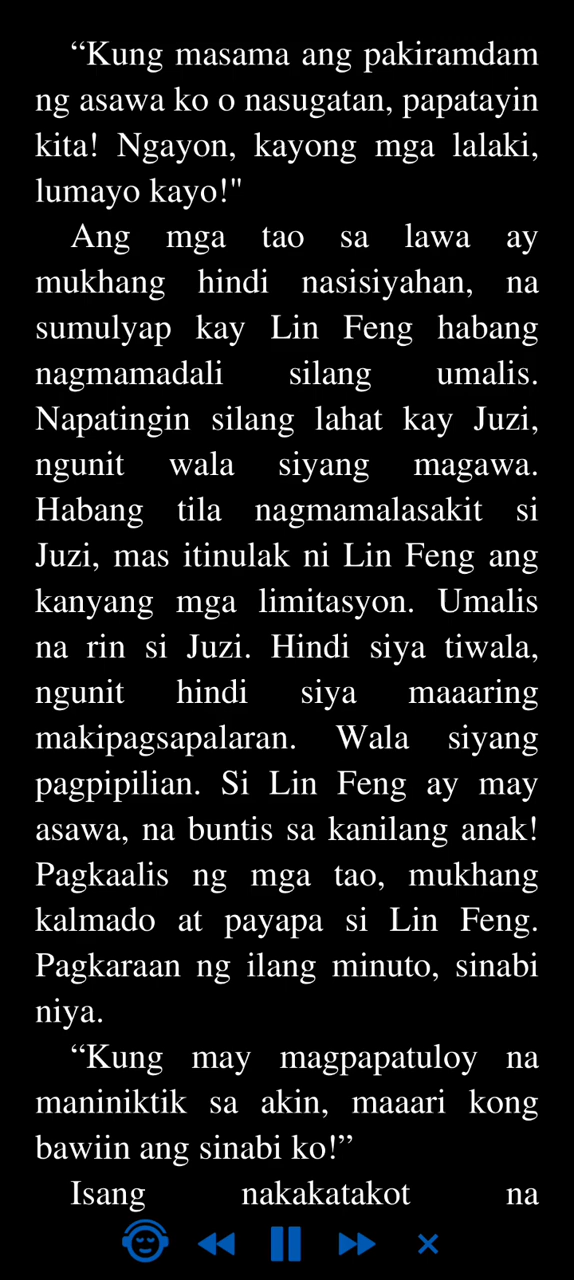 “Kung masama ang pakiramdam
ng asawa ko o nasugatan, papatayin
kita! Ngayon, kayong mga lalaki,
lumayo kayo!"
Ang mga tao sa lawa ay
mukhang hindi nasisiyahan, na
sumulyap kay Lin Feng habang
nagmamadali silang umalis.
Napatingin silang lahat kay Juzi,
ngunit wala siyang magawa.
Habang tila nagmamalasakit si
Juzi, mas itinulak ni Lin Feng ang
kanyang mga limitasyon. Umalis
na rin si Juzi. Hindi siya tiwala,
ngunit hindi siya maaaring
makipagsapalaran. Wala siyang
pagpipilian. Si Lin Feng ay may
asawa, na buntis sa kanilang anak!
Pagkaalis ng mga tao, mukhang
kalmado at payapa si Lin Feng.
Pagkaraan ng ilang minuto, sinabi
niya.
“Kung may magpapatuloy na
maniniktik sa akin, maaari kong
bawiin ang sinabi ko!”
Isang nakakatakot na